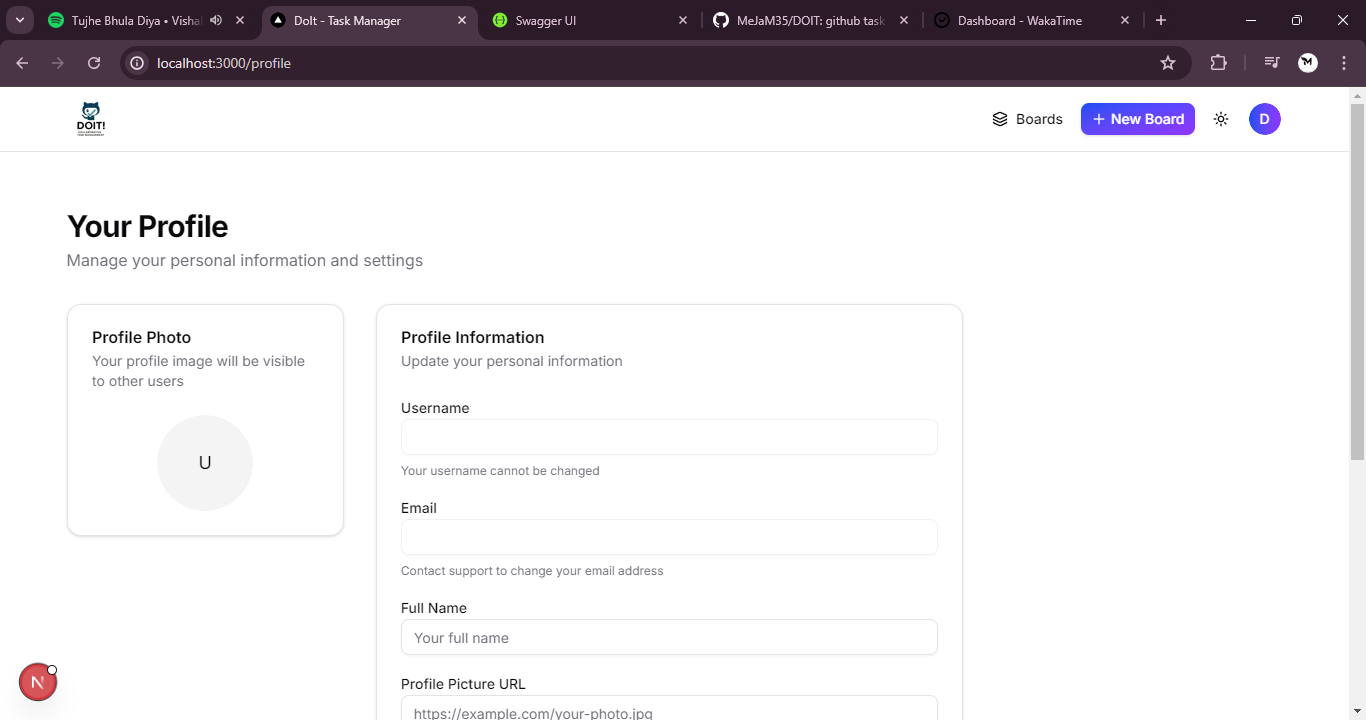 Tujhe Bhula Diya • Visha
DoIt - Task Manager
Swagger UI
MeJaM35/DOIT: github task
Dashboard - WakaTime
localhost:3000/profile
DOIT!
Boards
+ New Board
D
Your Profile
Manage your personal information and settings
Profile Photo
Your profile image will be visible
to other users
U
Profile Information
Update your personal information
Username
Your username cannot be changed
Email
Contact support to change your email address
Full Name
Your full name
Profile Picture URL
https://example.com/your-photo.jpg
N